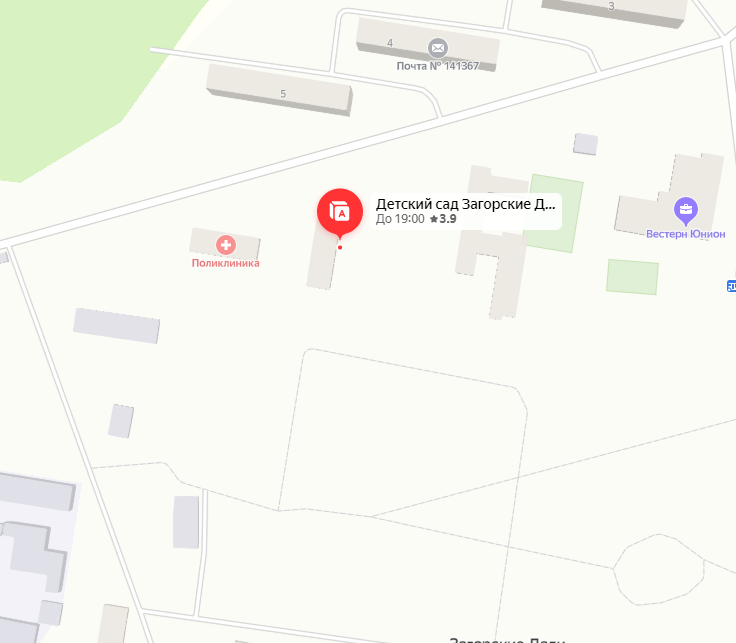 3
4
Почта № 141367
5
Детский сад Загорские Д...
До 19:00 ★3.9
Вестерн Юнион
Поликлиника